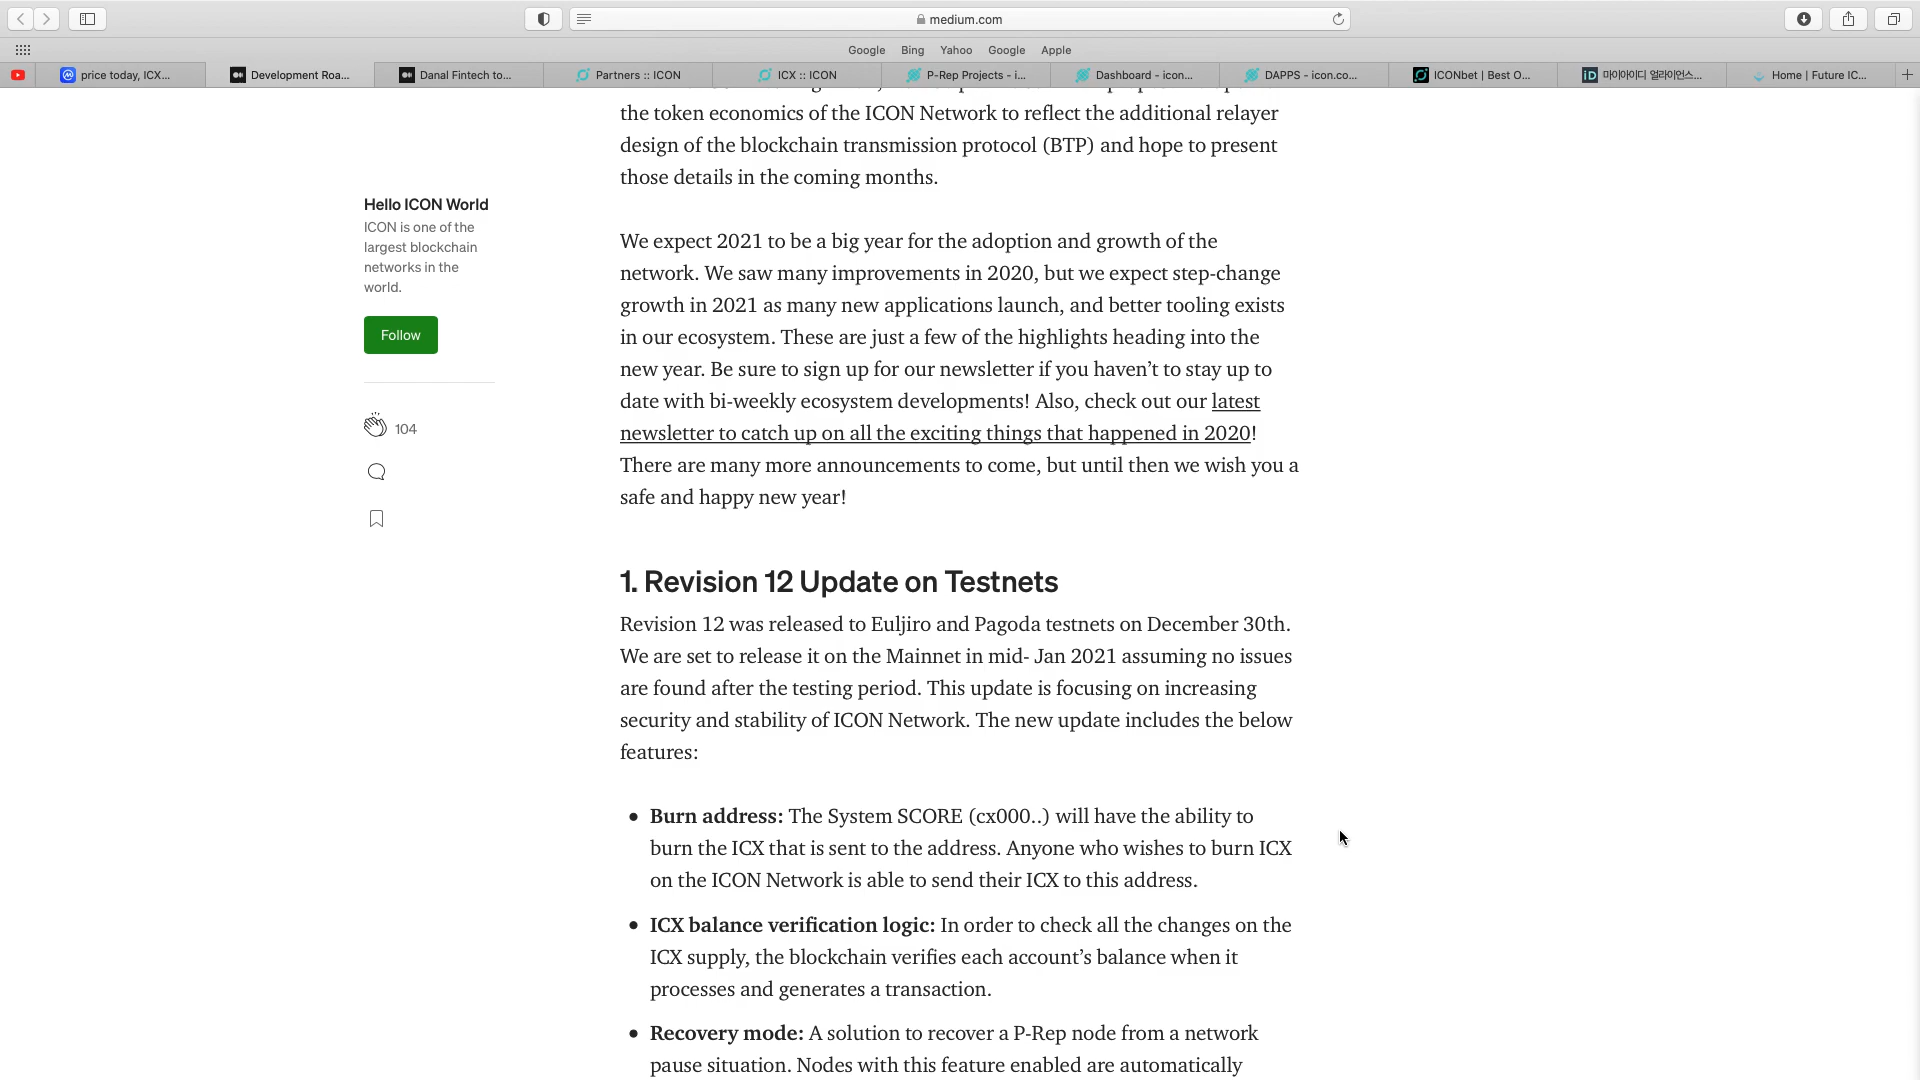 medium.com
Google Bing Yahoo Google Apple
price today, ICX...
Development Roa...
Danal Fintech to...
Partners :: ICON
ICX :: ICON
P-Rep Projects - i...
Dashboard - icon...
DAPPS - icon.co...
ICONbet | Best O...
마이아이디 얼라이언스...
Home | Future IC...
the token economics of the ICON Network to reflect the additional relayer
design of the blockchain transmission protocol (BTP) and hope to present
those details in the coming months.
Hello ICON World
ICON is one of the
largest blockchain
networks in the
world.
Follow
104
We expect 2021 to be a big year for the adoption and growth of the
network. We saw many improvements in 2020, but we expect step-change
growth in 2021 as many new applications launch, and better tooling exists
in our ecosystem. These are just a few of the highlights heading into the
new year. Be sure to sign up for our newsletter if you haven’t to stay up to
date with bi-weekly ecosystem developments! Also, check out our latest
newsletter to catch up on all the exciting things that happened in 2020!
There are many more announcements to come, but until then we wish you a
safe and happy new year!
1. Revision 12 Update on Testnets
Revision 12 was released to Euljiro and Pagoda testnets on December 30th.
We are set to release it on the Mainnet in mid- Jan 2021 assuming no issues
are found after the testing period. This update is focusing on increasing
security and stability of ICON Network. The new update includes the below
features:
Burn address: The System SCORE (cx000..) will have the ability to
burn the ICX that is sent to the address. Anyone who wishes to burn ICX
on the ICON Network is able to send their ICX to this address.
ICX balance verification logic: In order to check all the changes on the
ICX supply, the blockchain verifies each account’s balance when it
processes and generates a transaction.
Recovery mode: A solution to recover a P-Rep node from a network
pause situation. Nodes with this feature enabled are automatically